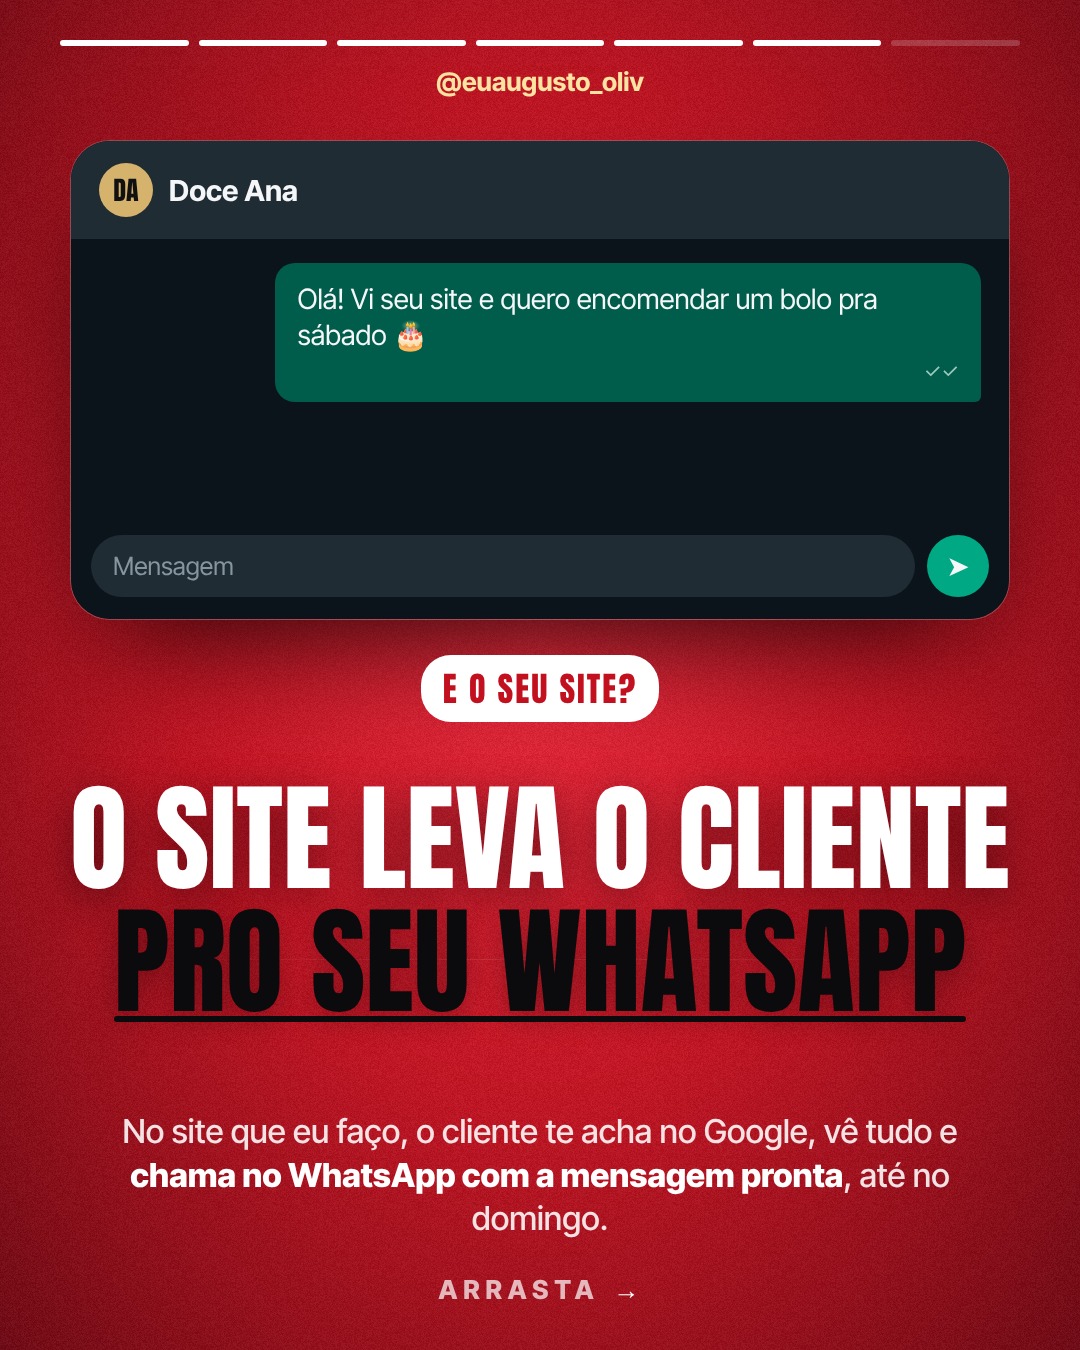 @euaugusto_oliv
DA
Doce Ana
Olá! Vi seu site e quero encomendar um bolo pra
sábado 🎂
✓✓
Mensagem
➤
E O SEU SITE?
O SITE LEVA O CLIENTE
PRO SEU WHATSAPP
No site que eu faço, o cliente te acha no Google, vê tudo e
chama no WhatsApp com a mensagem pronta, até no
domingo.
ARRASTA →